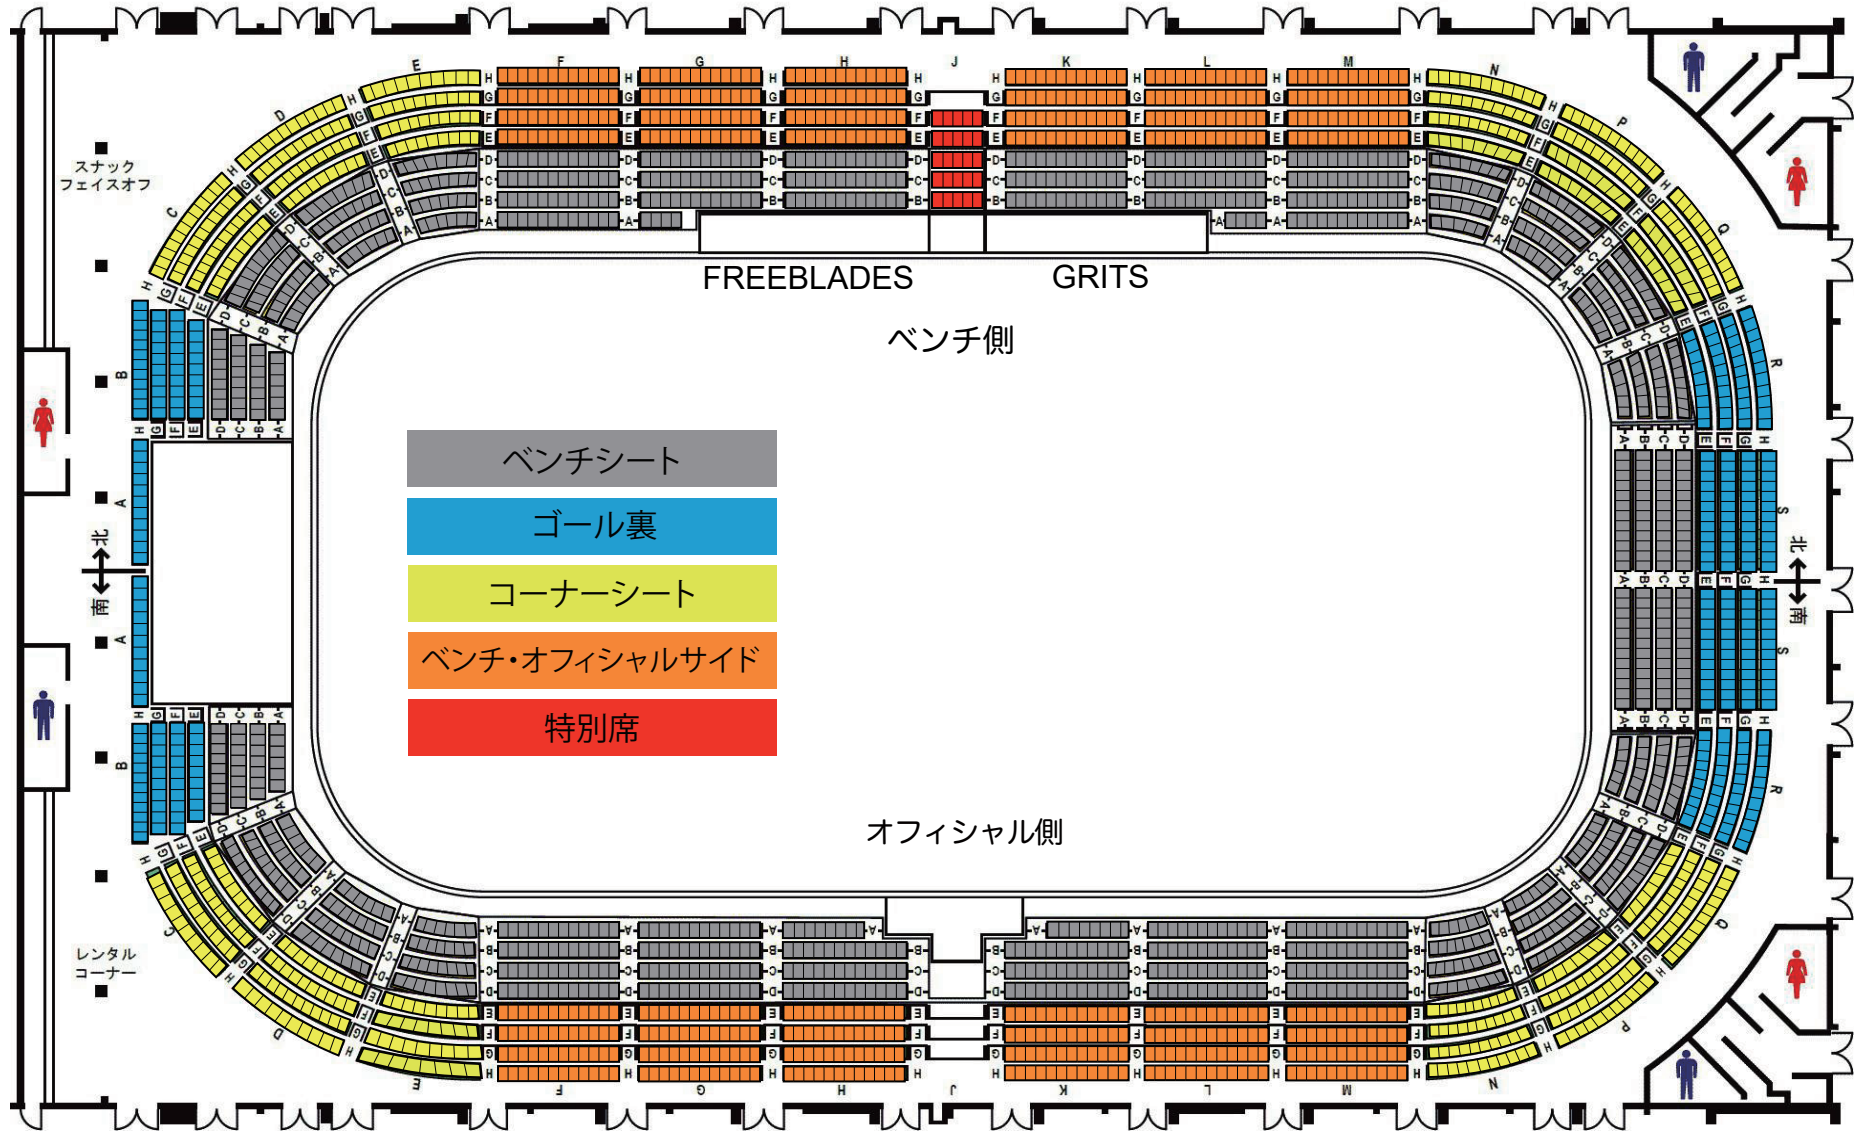 E
F
G
H
J
K
L
M
N
D
P
C
Q
スナック
フェイスオフ
FREEBLADES
GRITS
ベンチ側
B
R
ベンチシート
A
S
ゴール裏
北
北
南
南
コーナーシート
A
S
ベンチ・オフィシャルサイド
特別席
B
R
オフィシャル側
C
Q
レンタル
コーナー
D
P
E
F
G
H
J
K
L
M
N